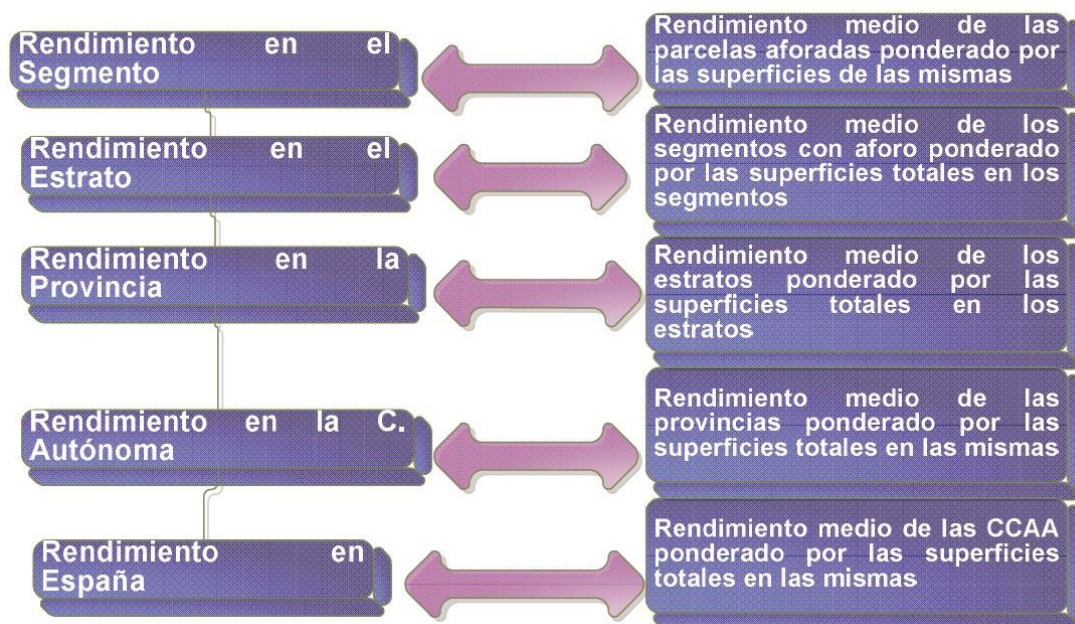 Rendimiento en el
Segmento
Rendimiento medio de las
parcelas aforadas ponderado por
las superficies de las mismas
Rendimiento en el
Estrato
Rendimiento medio de los
segmentos con aforo ponderado
por las superficies totales en los
segmentos
Rendimiento en la
Provincia
Rendimiento medio de los
estratos ponderado por las
superficies totales en los
estratos
Rendimiento en la C.
Autónoma
Rendimiento medio de las
provincias ponderado por las
superficies totales en las mismas
Rendimiento en
España
Rendimiento medio de las CCAA
ponderado por las superficies
totales en las mismas